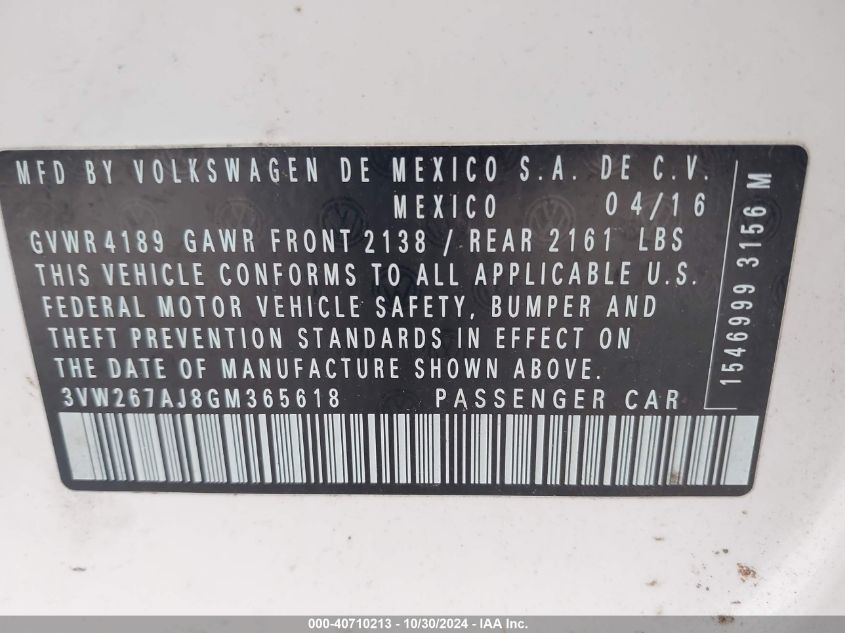 MFD BY VOLKSWAGEN DE MEXICO S.A. DE C.V.
MEXICO 04/16
GVWR 4189 GAWR FRONT 2138 / REAR 2161 LBS
THIS VEHICLE CONFORMS TO ALL APPLICABLE U.S.
FEDERAL MOTOR VEHICLE SAFETY, BUMPER AND
THEFT PREVENTION STANDARDS IN EFFECT ON
THE DATE OF MANUFACTURE SHOWN ABOVE.
3VW267AJ8GM365618 PASSENGER CAR
1546999 3156 M
000-40710213 - 10/30/2024 - IAA Inc.